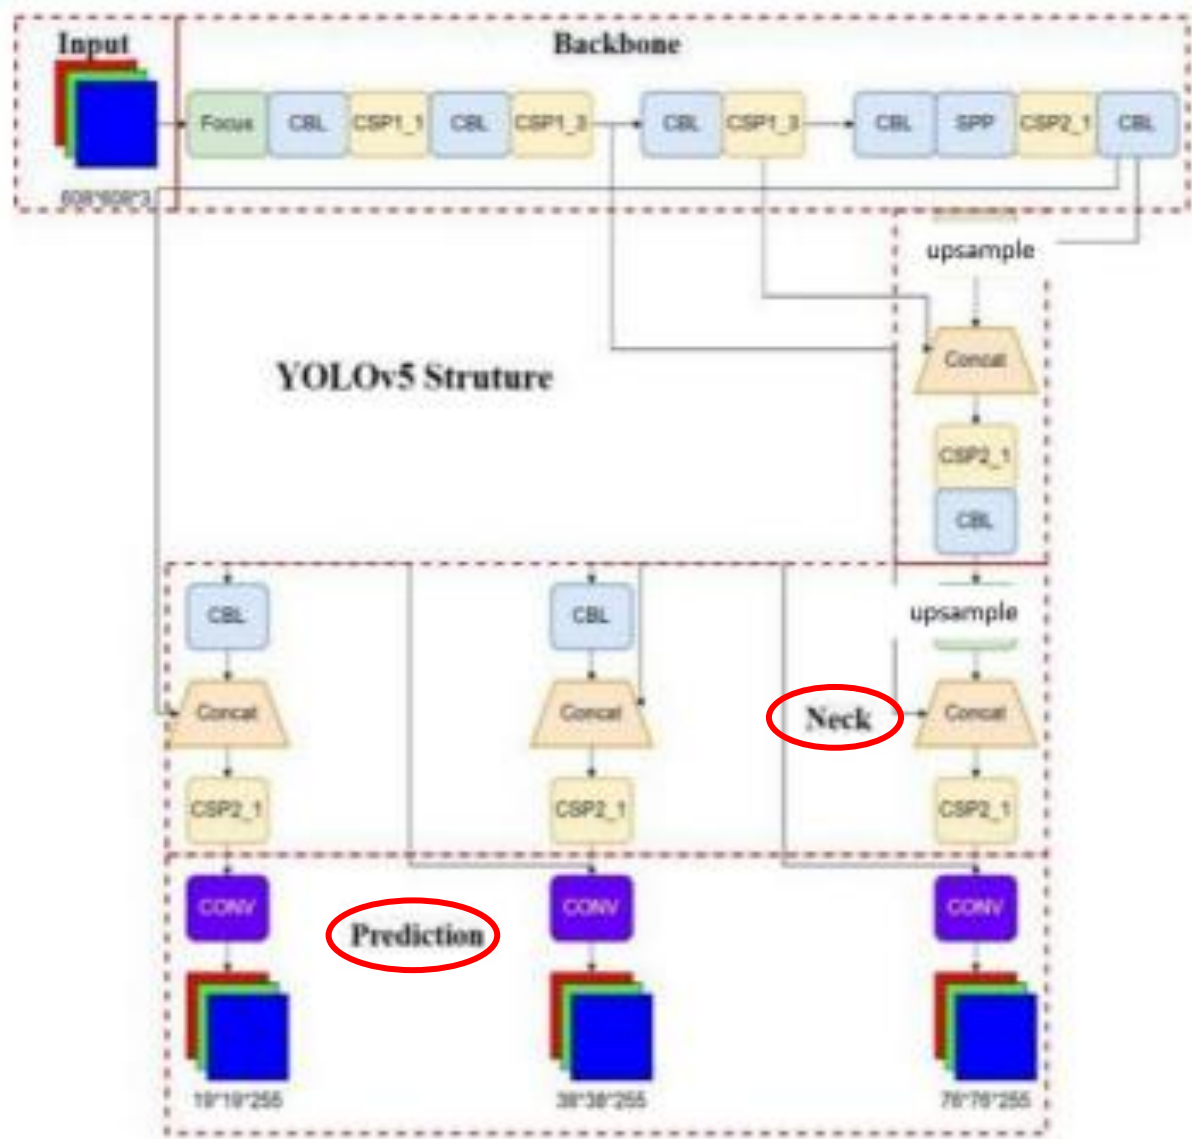 Input
Backbone
Focus CBL CSP1_1 CBL CSP1_3 CBL CSP1_3 CBL SPP CSP2_1 CBL
608*608*3
upsample
Concat
YOLOv5 Struture
CSP2_1
CBL
CBL CBL upsample
Concat Concat Neck Concat
CSP2_1 CSP2_1 CSP2_1
CONV CONV CONV
Prediction
19*19*255 38*38*255 76*76*255